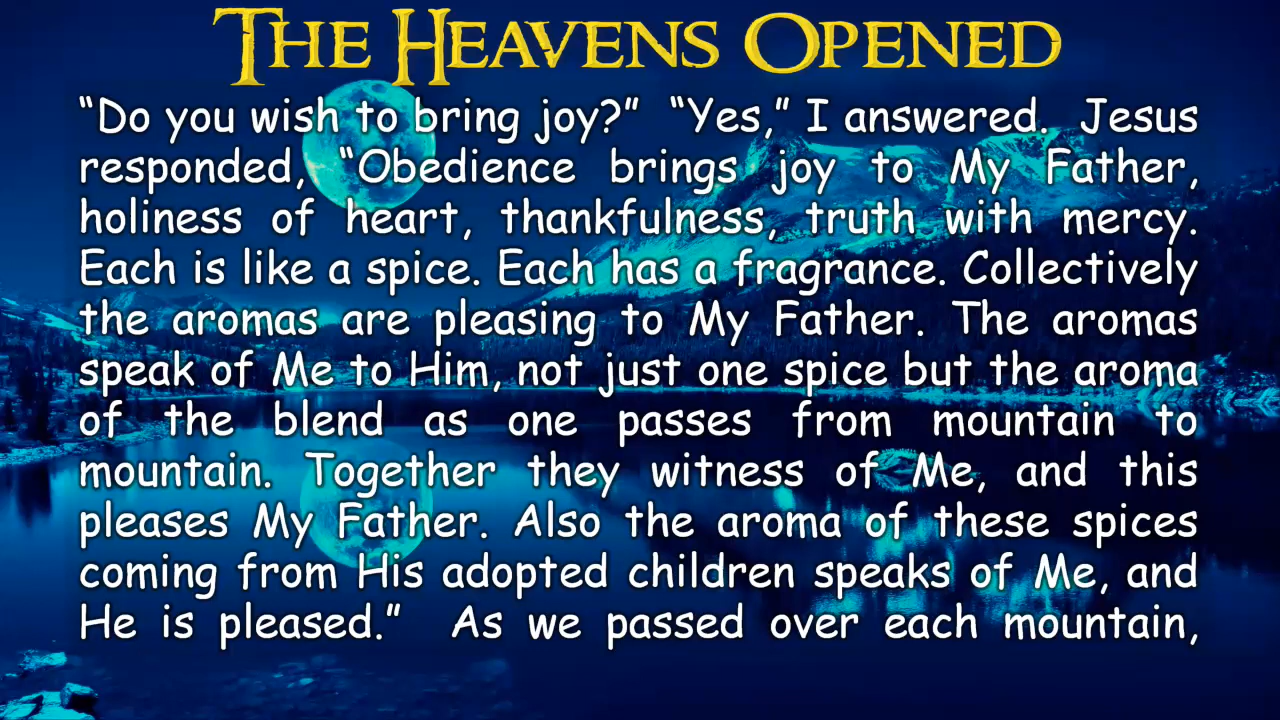 THE HEAVENS OPENED
“Do you wish to bring joy?”  “Yes,” I answered.  Jesus
responded, “Obedience brings joy to My Father,
holiness of heart, thankfulness, truth with mercy.
Each is like a spice. Each has a fragrance. Collectively
the aromas are pleasing to My Father. The aromas
speak of Me to Him, not just one spice but the aroma
of the blend as one passes from mountain to
mountain. Together they witness of Me, and this
pleases My Father. Also the aroma of these spices
coming from His adopted children speaks of Me, and
He is pleased.”  As we passed over each mountain,